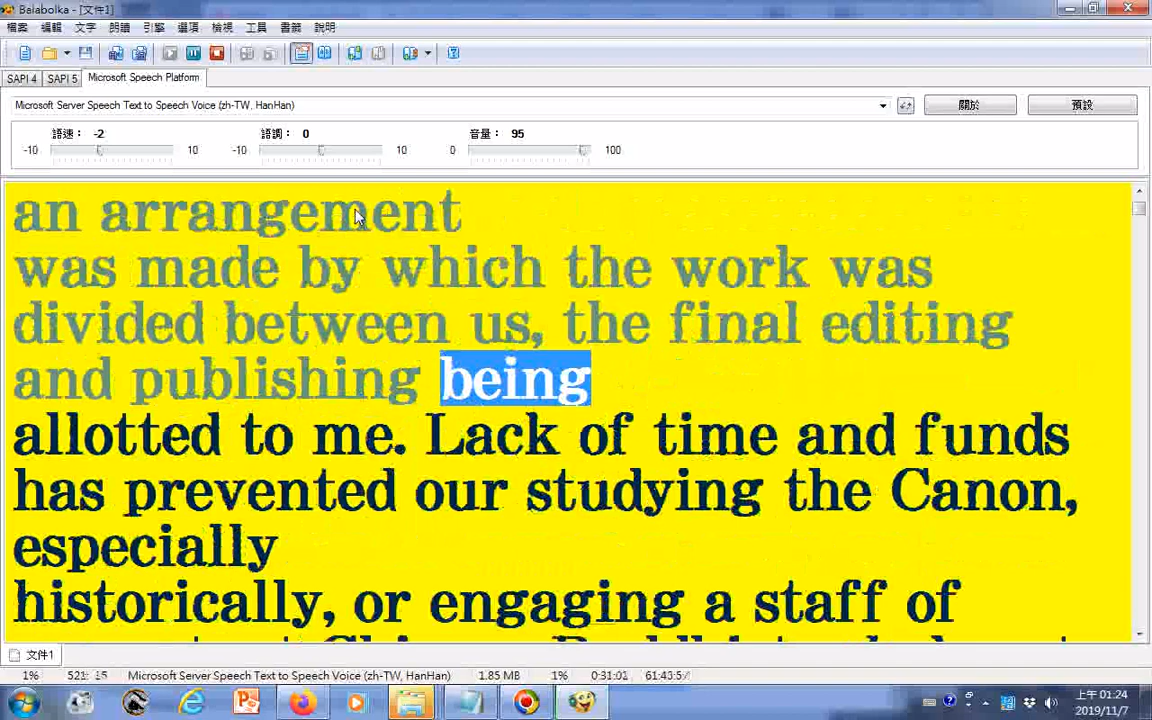 Balabolka - [文件1]
檔案 編輯 文字 朗讀 引擎 選項 檢視 工具 書籤 說明
SAPI 4 SAPI 5 Microsoft Speech Platform
Microsoft Server Speech Text to Speech Voice (zh-TW, HanHan) 關於 預設
語速： -2 語調： 0 音量： 95
-10 10 -10 10 0 100
an arrangement
was made by which the work was
divided between us, the final editing
and publishing being
allotted to me. Lack of time and funds
has prevented our studying the Canon,
especially
historically, or engaging a staff of
文件1
1% 521: 15 Microsoft Server Speech Text to Speech Voice (zh-TW, HanHan) 1.85 MB 1% 0:31:01
上午 01:24
2019/11/7